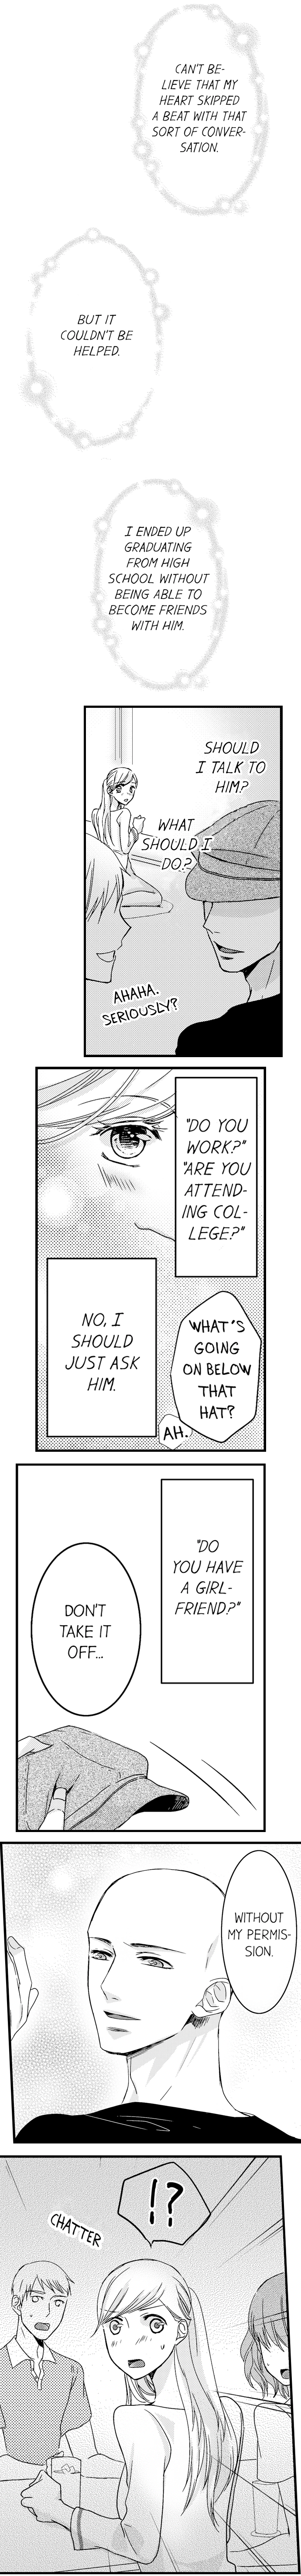 CAN'T BE-
LIEVE THAT MY
HEART SKIPPED
A BEAT WITH THAT
SORT OF CONVER-
SATION.
BUT IT
COULDN'T BE
HELPED.
I ENDED UP
GRADUATING
FROM HIGH
SCHOOL WITHOUT
BEING ABLE TO
BECOME FRIENDS
WITH HIM.
SHOULD
I TALK TO
HIM?
WHAT
SHOULD I
DO?
AHAHA.
SERIOUSLY?
"DO YOU
WORK?"
"ARE YOU
ATTEND-
ING COL-
LEGE?"
NO, I
SHOULD
JUST ASK
HIM.
WHAT'S
GOING
ON BELOW
THAT
HAT?
AH.
"DO
YOU HAVE
A GIRL-
FRIEND?"
DON'T
TAKE IT
OFF...
WITHOUT
MY PERMIS-
SION.
!?
CHATTER